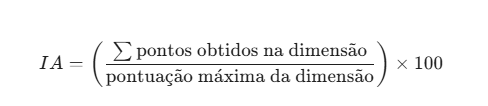 IA = ( ∑ pontos obtidos na dimensão / pontuação máxima da dimensão ) × 100